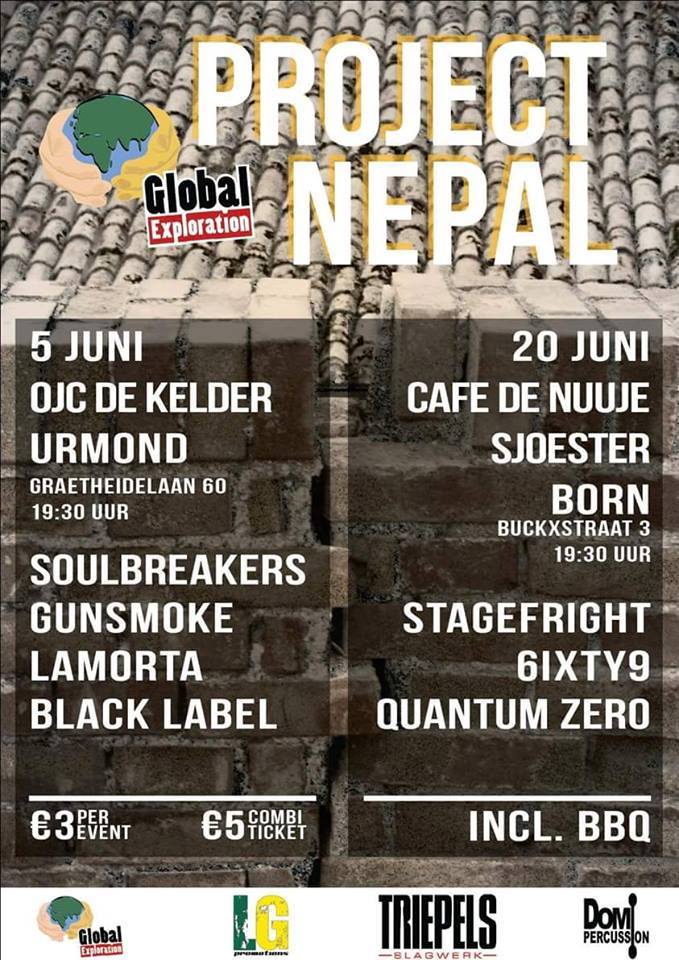 PROJECT
NEPAL
Global
Exploration
5 JUNI
OJC DE KELDER
URMOND
GRAETHEIDELAAN 60
19:30 UUR
SOULBREAKERS
GUNSMOKE
LAMORTA
BLACK LABEL
€3 PER EVENT
€5 COMBI TICKET
20 JUNI
CAFE DE NUUJE
SJOESTER
BORN
BUCKXSTRAAT 3
19:30 UUR
STAGEFRIGHT
6IXTY9
QUANTUM ZERO
INCL. BBQ
Global
Exploration
LG
promotions
TRIEPELS
SLAGWERK
DOMI
PERCUSSION